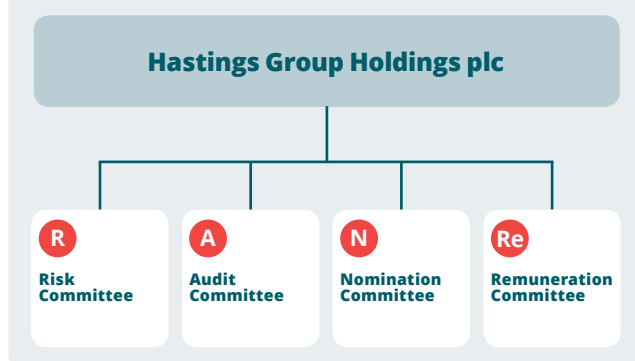 Hastings Group Holdings plc
R
A
N
Re
Risk
Committee
Audit
Committee
Nomination
Committee
Remuneration
Committee